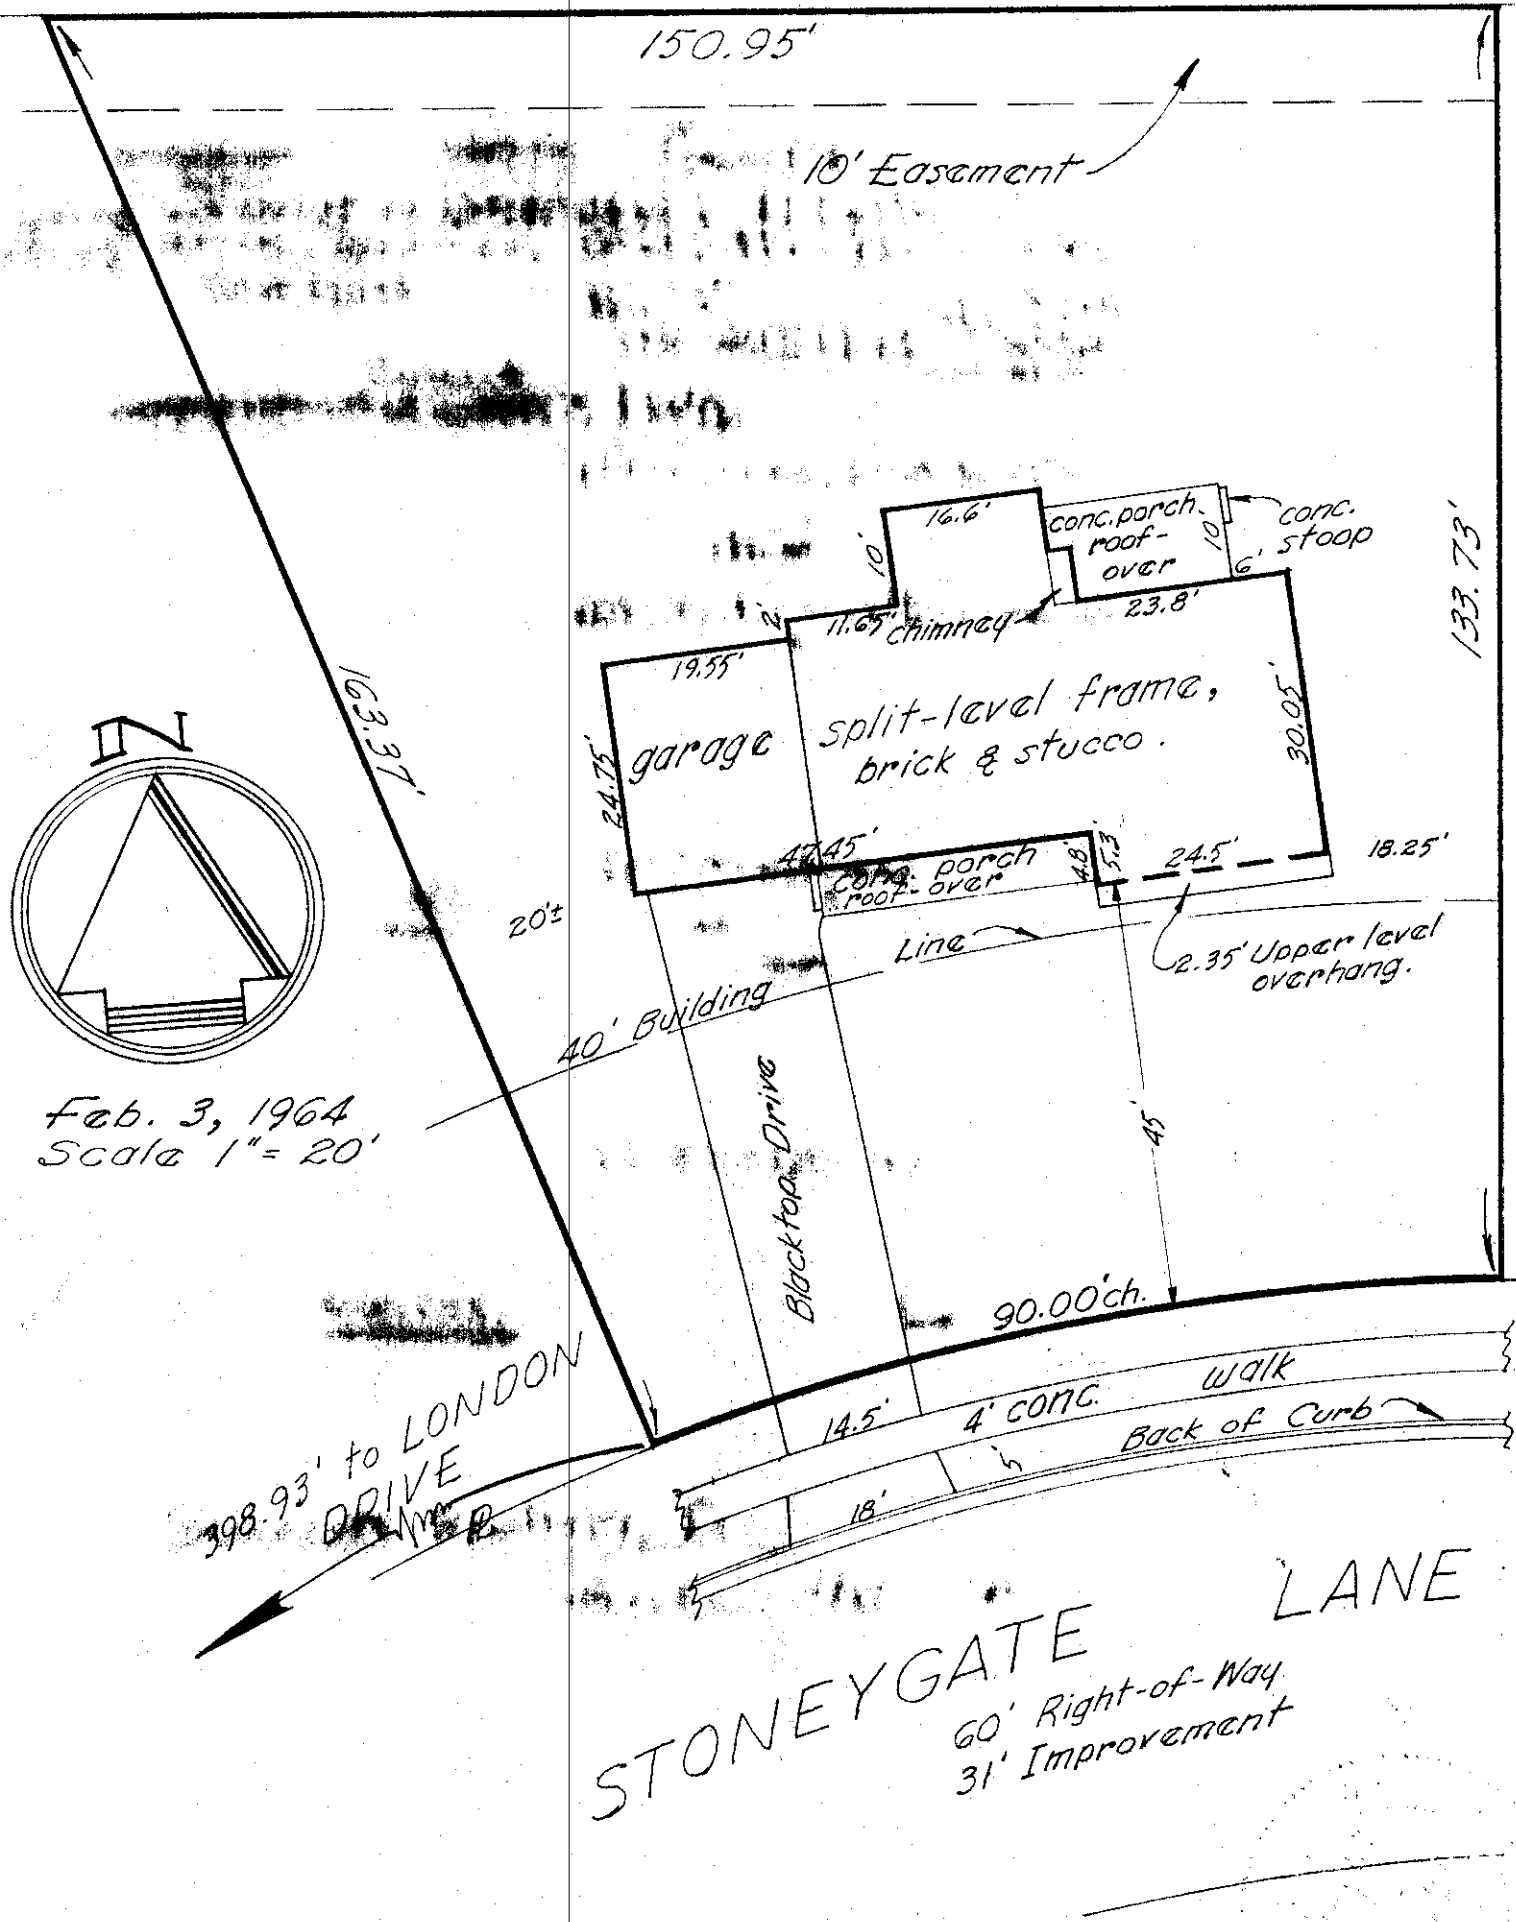 150.95'
10' Easement
16.6'
conc. porch
roof-
over
10'
conc.
stoop
10'
6'
133.73'
2'
11.65'
chimney
23.8'
19.55'
163.37'
N
split-level frame,
brick & stucco.
garage
24.75'
30.05'
47.45'
conc. porch
roof-over
4.8'
5.3'
24.5'
18.25'
20'±
40' Building Line
2.35' Upper level
overhang.
Feb. 3, 1964
Scale 1" = 20'
Blacktop Drive
45'
90.00' ch.
398.93' to LONDON
DRIVE
14.5'
4' conc. walk
Back of Curb
5'
18'
STONEYGATE LANE
60' Right-of-Way
31' Improvement